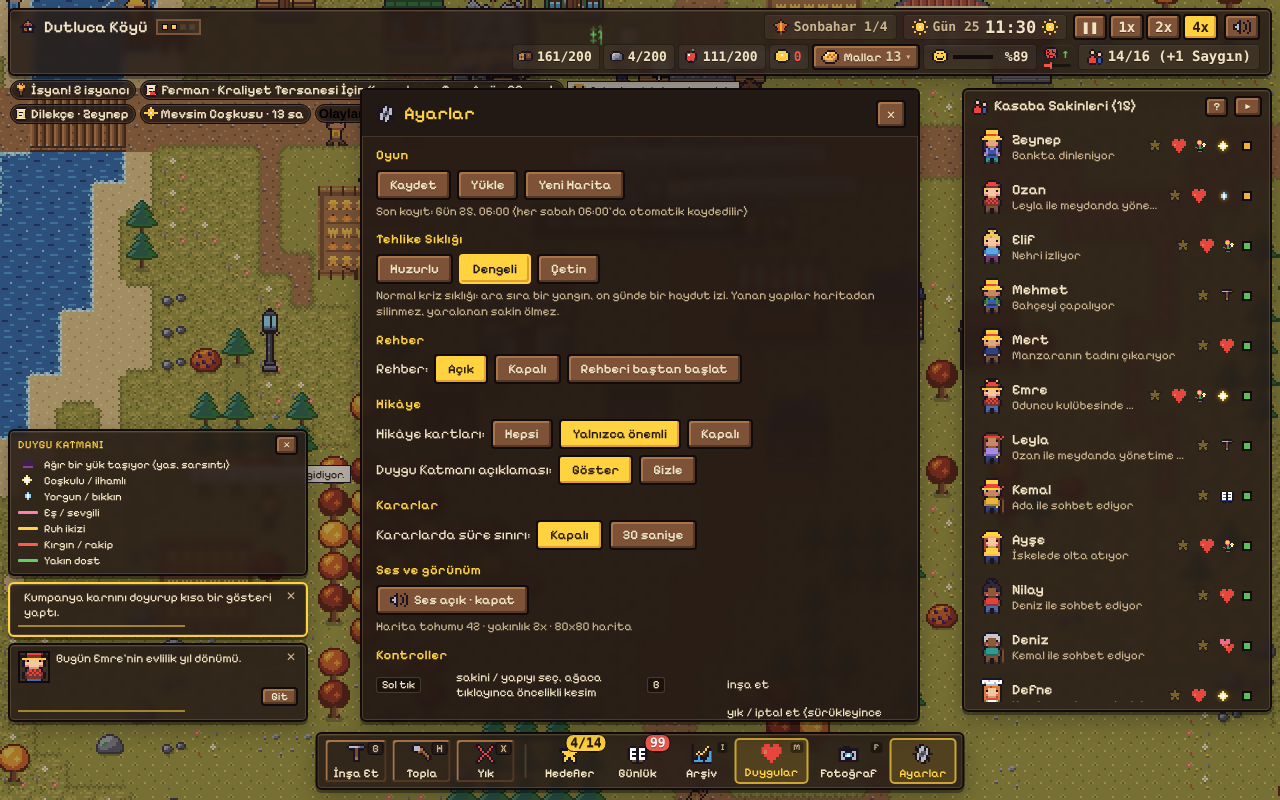 Dutluca Köyü
Sonbahar 1/4
Gün 25 11:30
1x
2x
4x
+1
161/200
4/200
111/200
0
Mallar 13
%89
14/16 (+1 Saygın)
İsyan! 2 isyancı
Ferman · Kraliyet Tersanesi İçin
Dilekçe · Zeynep
Mevsim Coşkusu · 13 sa
Ayarlar
×
Oyun
Kaydet
Yükle
Yeni Harita
Son kayıt: Gün 25, 06:00 (her sabah 06:00'da otomatik kaydedilir)
Tehlike Sıklığı
Huzurlu
Dengeli
Çetin
Normal kriz sıklığı: ara sıra bir yangın, on günde bir haydut izi. Yanan yapılar haritadan
silinmez, yaralanan sakin ölmez.
Rehber
Rehber:
Açık
Kapalı
Rehberi baştan başlat
Hikâye
Hikâye kartları:
Hepsi
Yalnızca önemli
Kapalı
Duygu Katmanı açıklaması:
Göster
Gizle
Kararlar
Kararlarda süre sınırı:
Kapalı
30 saniye
Ses ve görünüm
Ses açık · kapat
Harita tohumu 42 · yakınlık 2x · 80x80 harita
Kontroller
Sol tık
sakini / yapıyı seç, ağaca
tıklayınca öncelikli kesim
B
inşa et
yık / iptal et (sürükleyince
Kasaba Sakinleri (15)
?
Zeynep
Bankta dinleniyor
Ozan
Leyla ile meydanda yöne...
Elif
Nehri izliyor
Mehmet
Bahçeyi çapalıyor
Mert
Manzaranın tadını çıkarıyor
Emre
Oduncu kulübesinde ...
Leyla
Ozan ile meydanda yönetime ...
Kemal
Ada ile sohbet ediyor
Ayşe
İskelede olta atıyor
Nilay
Deniz ile sohbet ediyor
Deniz
Kemal ile sohbet ediyor
Defne
gidiyor.
DUYGU KATMANI
×
Ağır bir yük taşıyor (yas, sarsıntı)
Coşkulu / ilhamlı
Yorgun / bıkkın
Eş / sevgili
Ruh ikizi
Kırgın / rakip
Yakın dost
Kumpanya karnını doyurup kısa bir gösteri
yaptı.
×
Bugün Emre'nin evlilik yıl dönümü.
×
Git
İnşa Et
B
Topla
H
Yık
X
4/14
Hedefler
99
Günlük
Arşiv
I
Duygular
M
Fotoğraf
F
Ayarlar